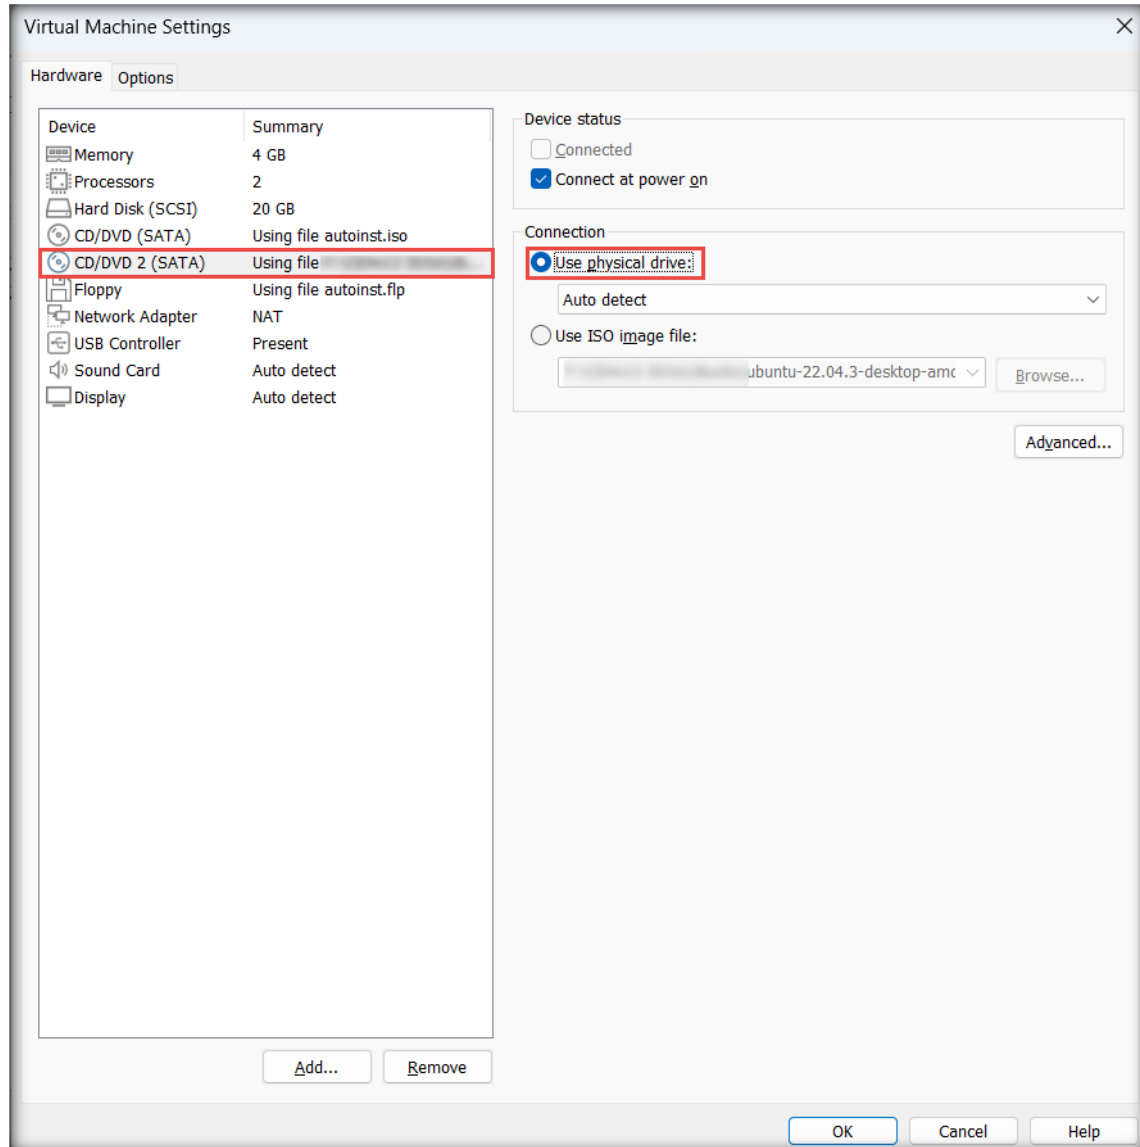 Virtual Machine Settings
Hardware Options
Device Summary
Memory 4 GB
Processors 2
Hard Disk (SCSI) 20 GB
CD/DVD (SATA) Using file autoinst.iso
CD/DVD 2 (SATA) Using file
Floppy Using file autoinst.flp
Network Adapter NAT
USB Controller Present
Sound Card Auto detect
Display Auto detect
Add... Remove
Device status
Connected
Connect at power on
Connection
Use physical drive:
Auto detect
Use ISO image file:
ubuntu-22.04.3-desktop-amd Browse...
Advanced...
OK Cancel Help